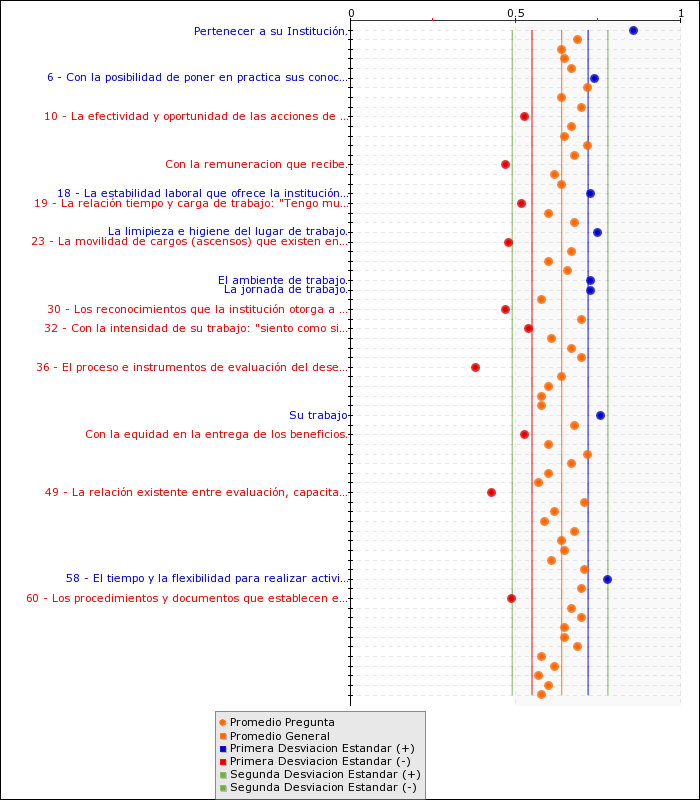 0 0.5 1
Pertenecer a su Institución.
6 - Con la posibilidad de poner en practica sus conoc...
10 - La efectividad y oportunidad de las acciones de ...
Con la remuneracion que recibe.
18 - La estabilidad laboral que ofrece la institución...
19 - La relación tiempo y carga de trabajo: "Tengo mu...
La limipieza e higiene del lugar de trabajo.
23 - La movilidad de cargos (ascensos) que existen en...
El ambiente de trabajo.
La jornada de trabajo.
30 - Los reconocimientos que la institución otorga a ...
32 - Con la intensidad de su trabajo: "siento como si...
36 - El proceso e instrumentos de evaluación del dese...
Su trabajo
Con la equidad en la entrega de los beneficios.
49 - La relación existente entre evaluación, capacita...
58 - El tiempo y la flexibilidad para realizar activi...
60 - Los procedimientos y documentos que establecen e...
Promedio Pregunta
Promedio General
Primera Desviacion Estandar (+)
Primera Desviacion Estandar (-)
Segunda Desviacion Estandar (+)
Segunda Desviacion Estandar (-)